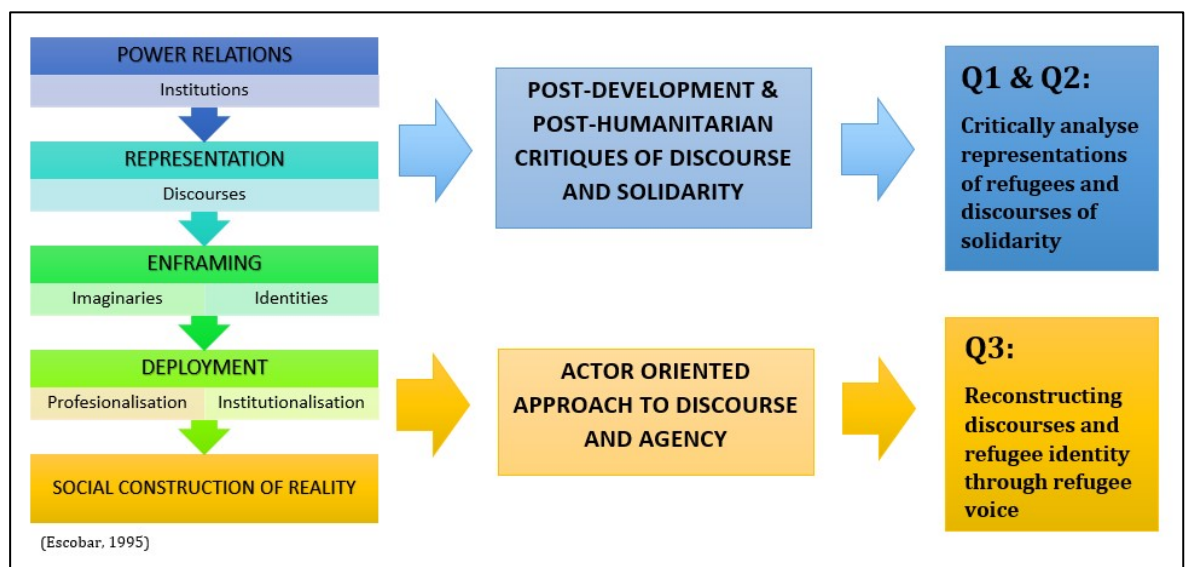 POWER RELATIONS
Institutions
REPRESENTATION
Discourses
ENFRAMING
Imaginaries
Identities
DEPLOYMENT
Profesionalisation
Institutionalisation
SOCIAL CONSTRUCTION OF REALITY
(Escobar, 1995)
POST-DEVELOPMENT &
POST-HUMANITARIAN
CRITIQUES OF DISCOURSE
AND SOLIDARITY
ACTOR ORIENTED
APPROACH TO DISCOURSE
AND AGENCY
Q1 & Q2:
Critically analyse
representations
of refugees and
discourses of
solidarity
Q3:
Reconstructing
discourses and
refugee identity
through refugee
voice